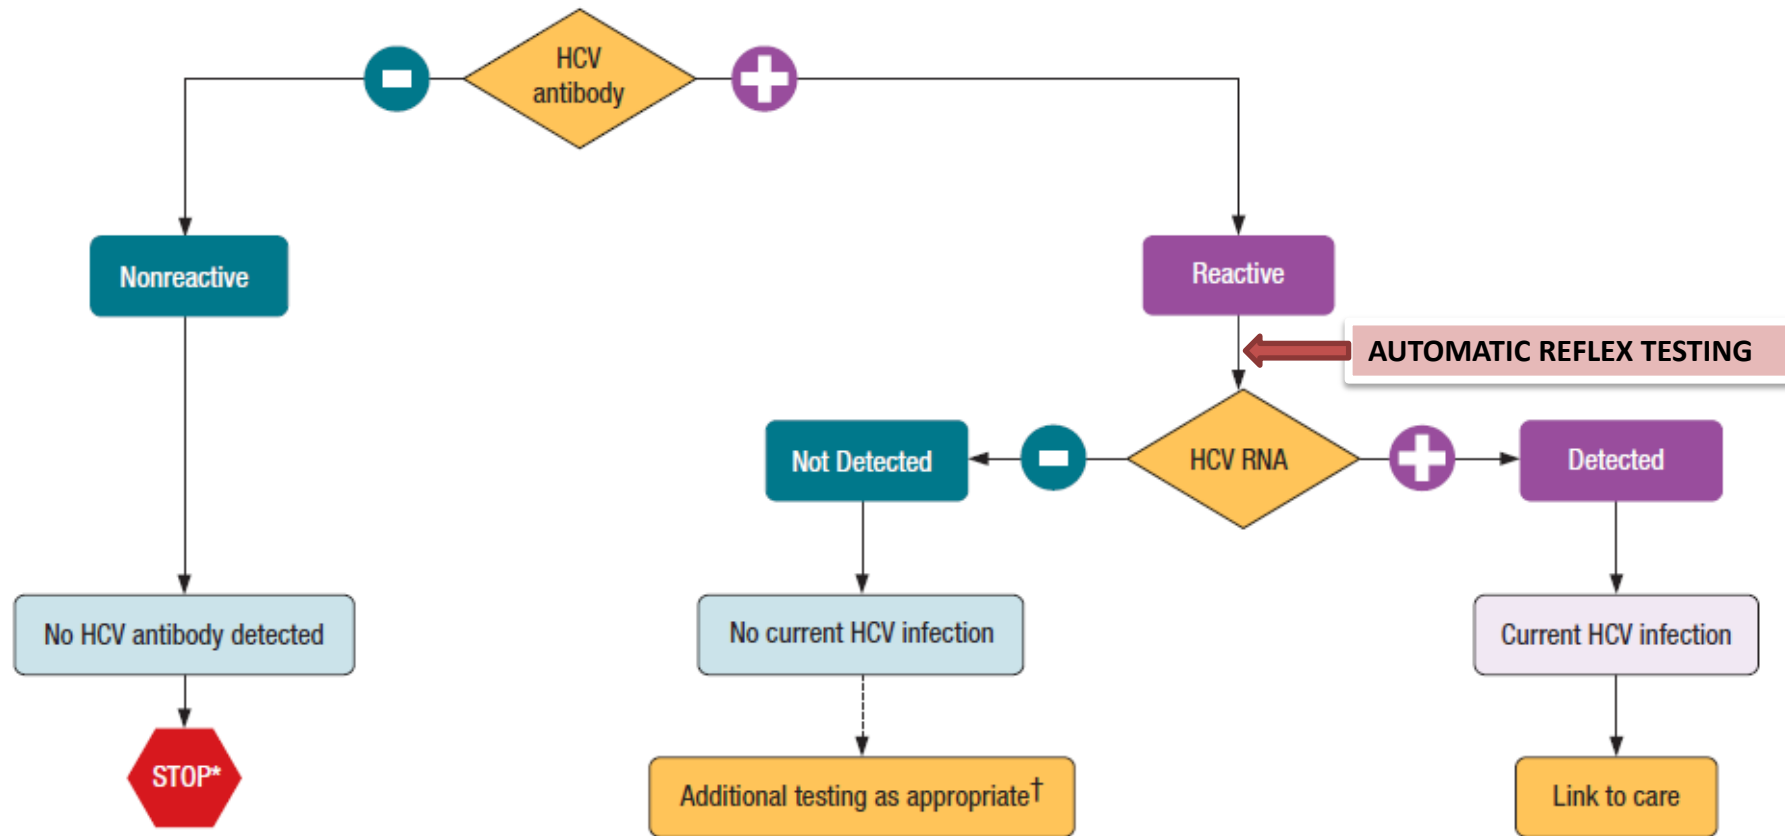 HCV
antibody
Nonreactive
Reactive
AUTOMATIC REFLEX TESTING
Not Detected
HCV RNA
Detected
No HCV antibody detected
No current HCV infection
Current HCV infection
STOP*
Additional testing as appropriate†
Link to care